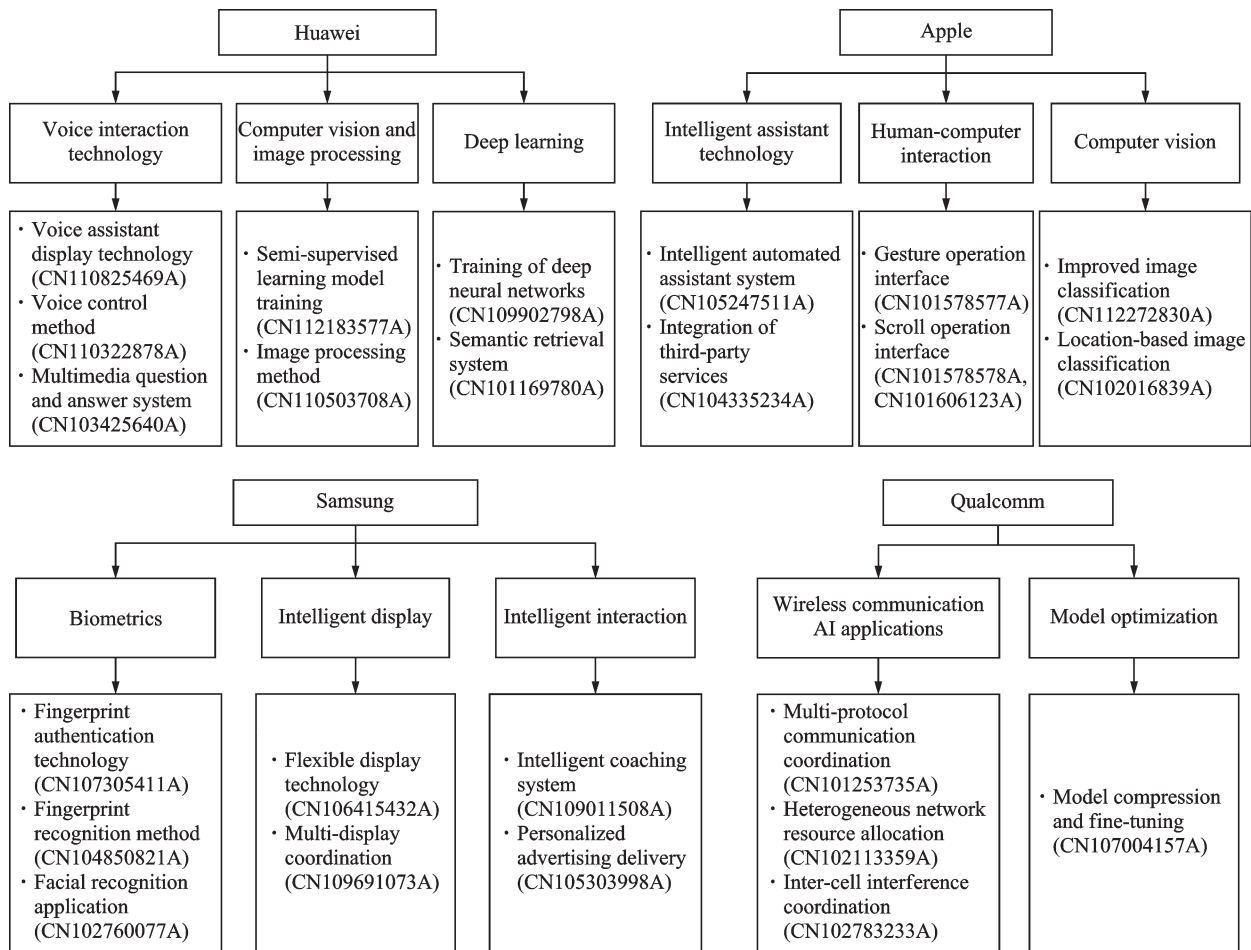 Huawei
Voice interaction
technology
Computer vision and
image processing
Deep learning
· Voice assistant
display technology
(CN110825469A)
· Voice control
method
(CN110322878A)
· Multimedia question
and answer system
(CN103425640A)
· Semi-supervised
learning model
training
(CN112183577A)
· Image processing
method
(CN110503708A)
· Training of deep
neural networks
(CN109902798A)
· Semantic retrieval
system
(CN101169780A)
Apple
Intelligent assistant
technology
Human-computer
interaction
Computer vision
· Intelligent automated
assistant system
(CN105247511A)
· Integration of
third-party
services
(CN104335234A)
· Gesture operation
interface
(CN101578577A)
· Scroll operation
interface
(CN101578578A,
CN101606123A)
· Improved image
classification
(CN112272830A)
· Location-based image
classification
(CN102016839A)
Samsung
Biometrics
Intelligent display
Intelligent interaction
· Fingerprint
authentication
technology
(CN107305411A)
· Fingerprint
recognition method
(CN104850821A)
· Facial recognition
application
(CN102760077A)
· Flexible display
technology
(CN106415432A)
· Multi-display
coordination
(CN109691073A)
· Intelligent coaching
system
(CN109011508A)
· Personalized
advertising delivery
(CN105303998A)
Qualcomm
Wireless communication
AI applications
Model optimization
· Multi-protocol
communication
coordination
(CN101253735A)
· Heterogeneous network
resource allocation
(CN102113359A)
· Inter-cell interference
coordination
(CN102783233A)
· Model compression
and fine-tuning
(CN107004157A)